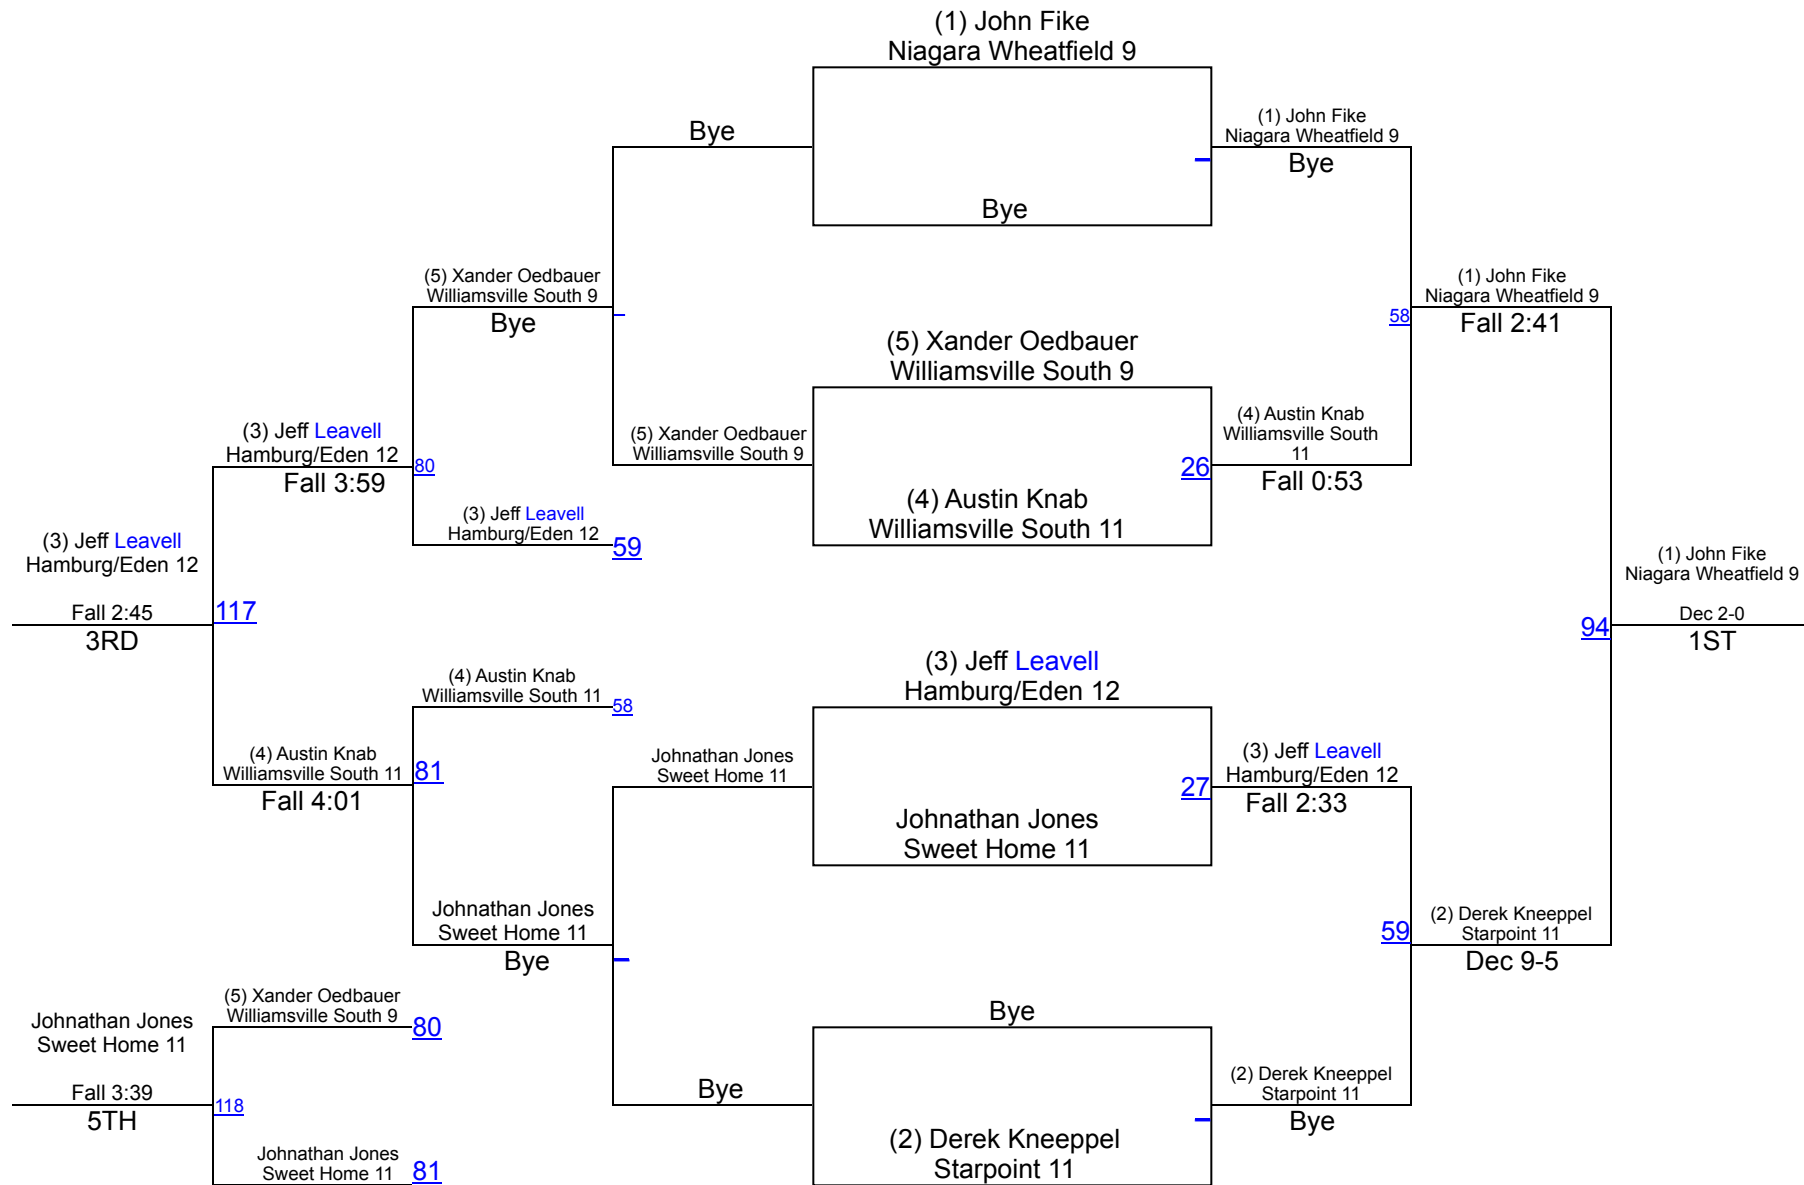 (1) John Fike
Niagara Wheatfield 9
Bye
(1) John Fike
Niagara Wheatfield 9
Bye
Bye
(5) Xander Oedbauer
Williamsville South 9
Bye
(1) John Fike
Niagara Wheatfield 9
58
Fall 2:41
(5) Xander Oedbauer
Williamsville South 9
(3) Jeff Leavell
Hamburg/Eden 12
80
Fall 3:59
(5) Xander Oedbauer
Williamsville South 9
(4) Austin Knab
Williamsville South
11
26
Fall 0:53
(4) Austin Knab
Williamsville South 11
(3) Jeff Leavell
Hamburg/Eden 12
59
(3) Jeff Leavell
Hamburg/Eden 12
Fall 2:45
117
3RD
(1) John Fike
Niagara Wheatfield 9
Dec 2-0
94
1ST
(3) Jeff Leavell
Hamburg/Eden 12
(4) Austin Knab
Williamsville South 11
58
(4) Austin Knab
Williamsville South 11
81
Fall 4:01
Johnathan Jones
Sweet Home 11
(3) Jeff Leavell
Hamburg/Eden 12
27
Fall 2:33
Johnathan Jones
Sweet Home 11
Johnathan Jones
Sweet Home 11
Bye
59
(2) Derek Kneeppel
Starpoint 11
Dec 9-5
(5) Xander Oedbauer
Williamsville South 9
80
Johnathan Jones
Sweet Home 11
Fall 3:39
118
5TH
Bye
Bye
(2) Derek Kneeppel
Starpoint 11
Bye
(2) Derek Kneeppel
Starpoint 11
Johnathan Jones
Sweet Home 11
81